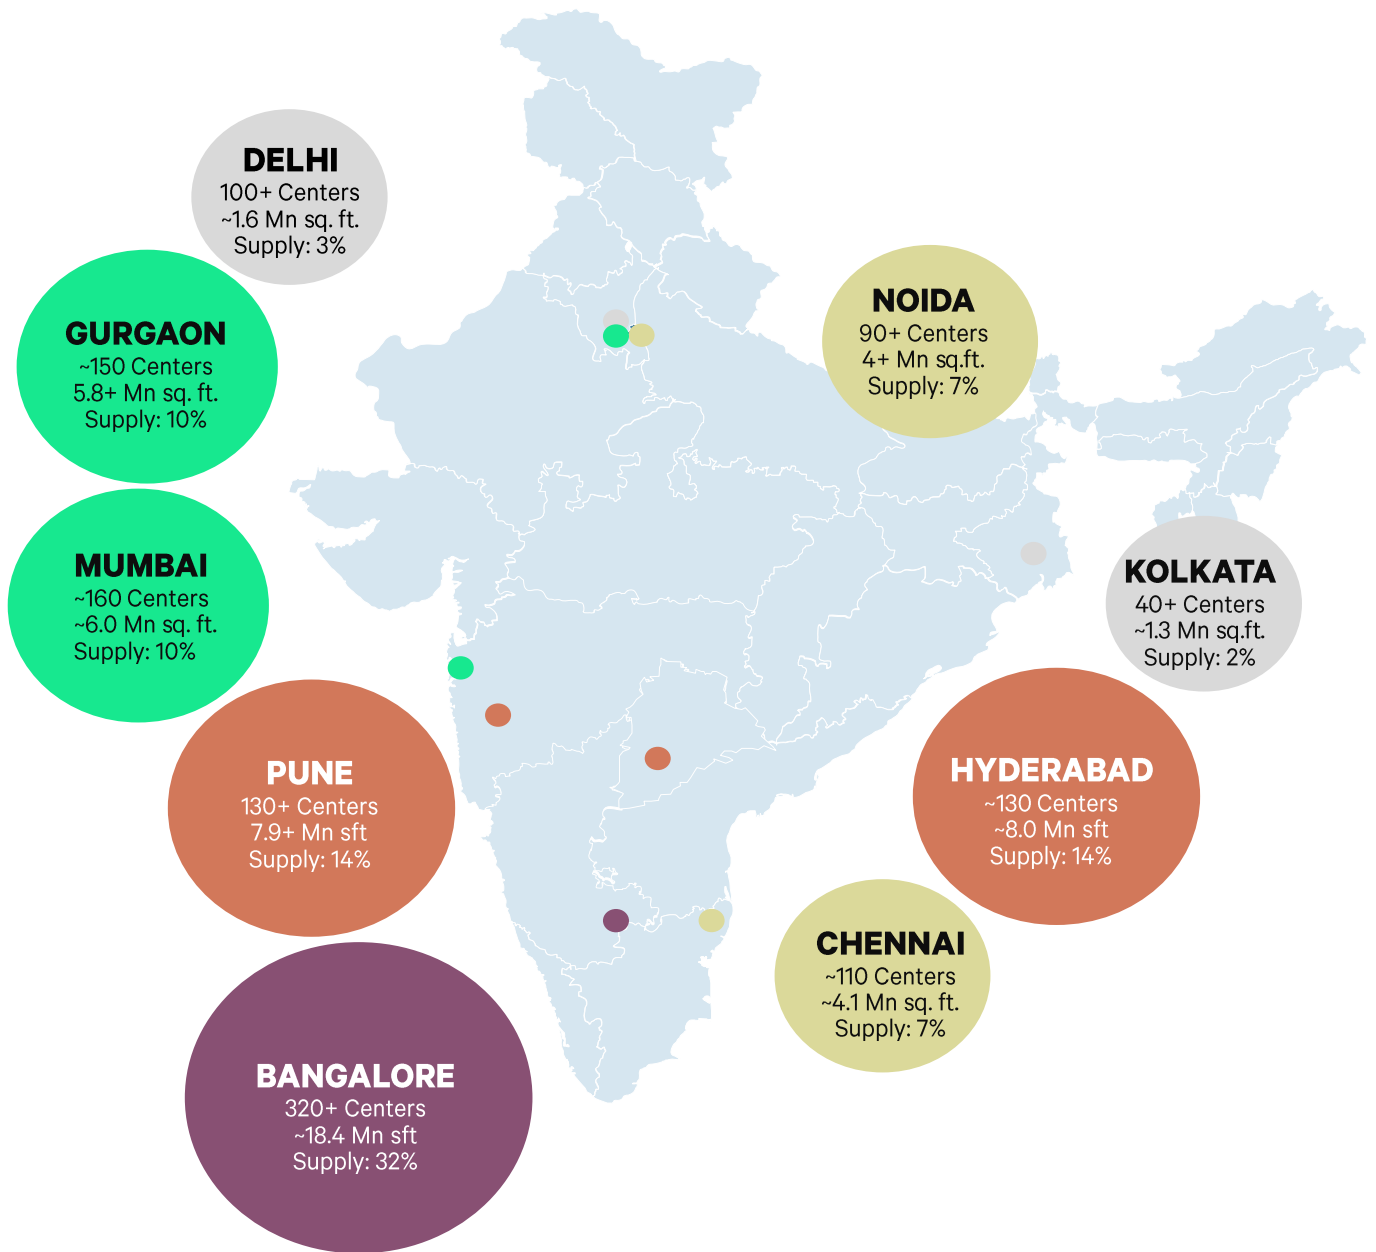 DELHI
100+ Centers
~1.6 Mn sq. ft.
Supply: 3%
GURGAON
~150 Centers
5.8+ Mn sq. ft.
Supply: 10%
NOIDA
90+ Centers
4+ Mn sq.ft.
Supply: 7%
MUMBAI
~160 Centers
~6.0 Mn sq. ft.
Supply: 10%
KOLKATA
40+ Centers
~1.3 Mn sq.ft.
Supply: 2%
PUNE
130+ Centers
7.9+ Mn sft
Supply: 14%
HYDERABAD
~130 Centers
~8.0 Mn sft
Supply: 14%
CHENNAI
~110 Centers
~4.1 Mn sq. ft.
Supply: 7%
BANGALORE
320+ Centers
~18.4 Mn sft
Supply: 32%